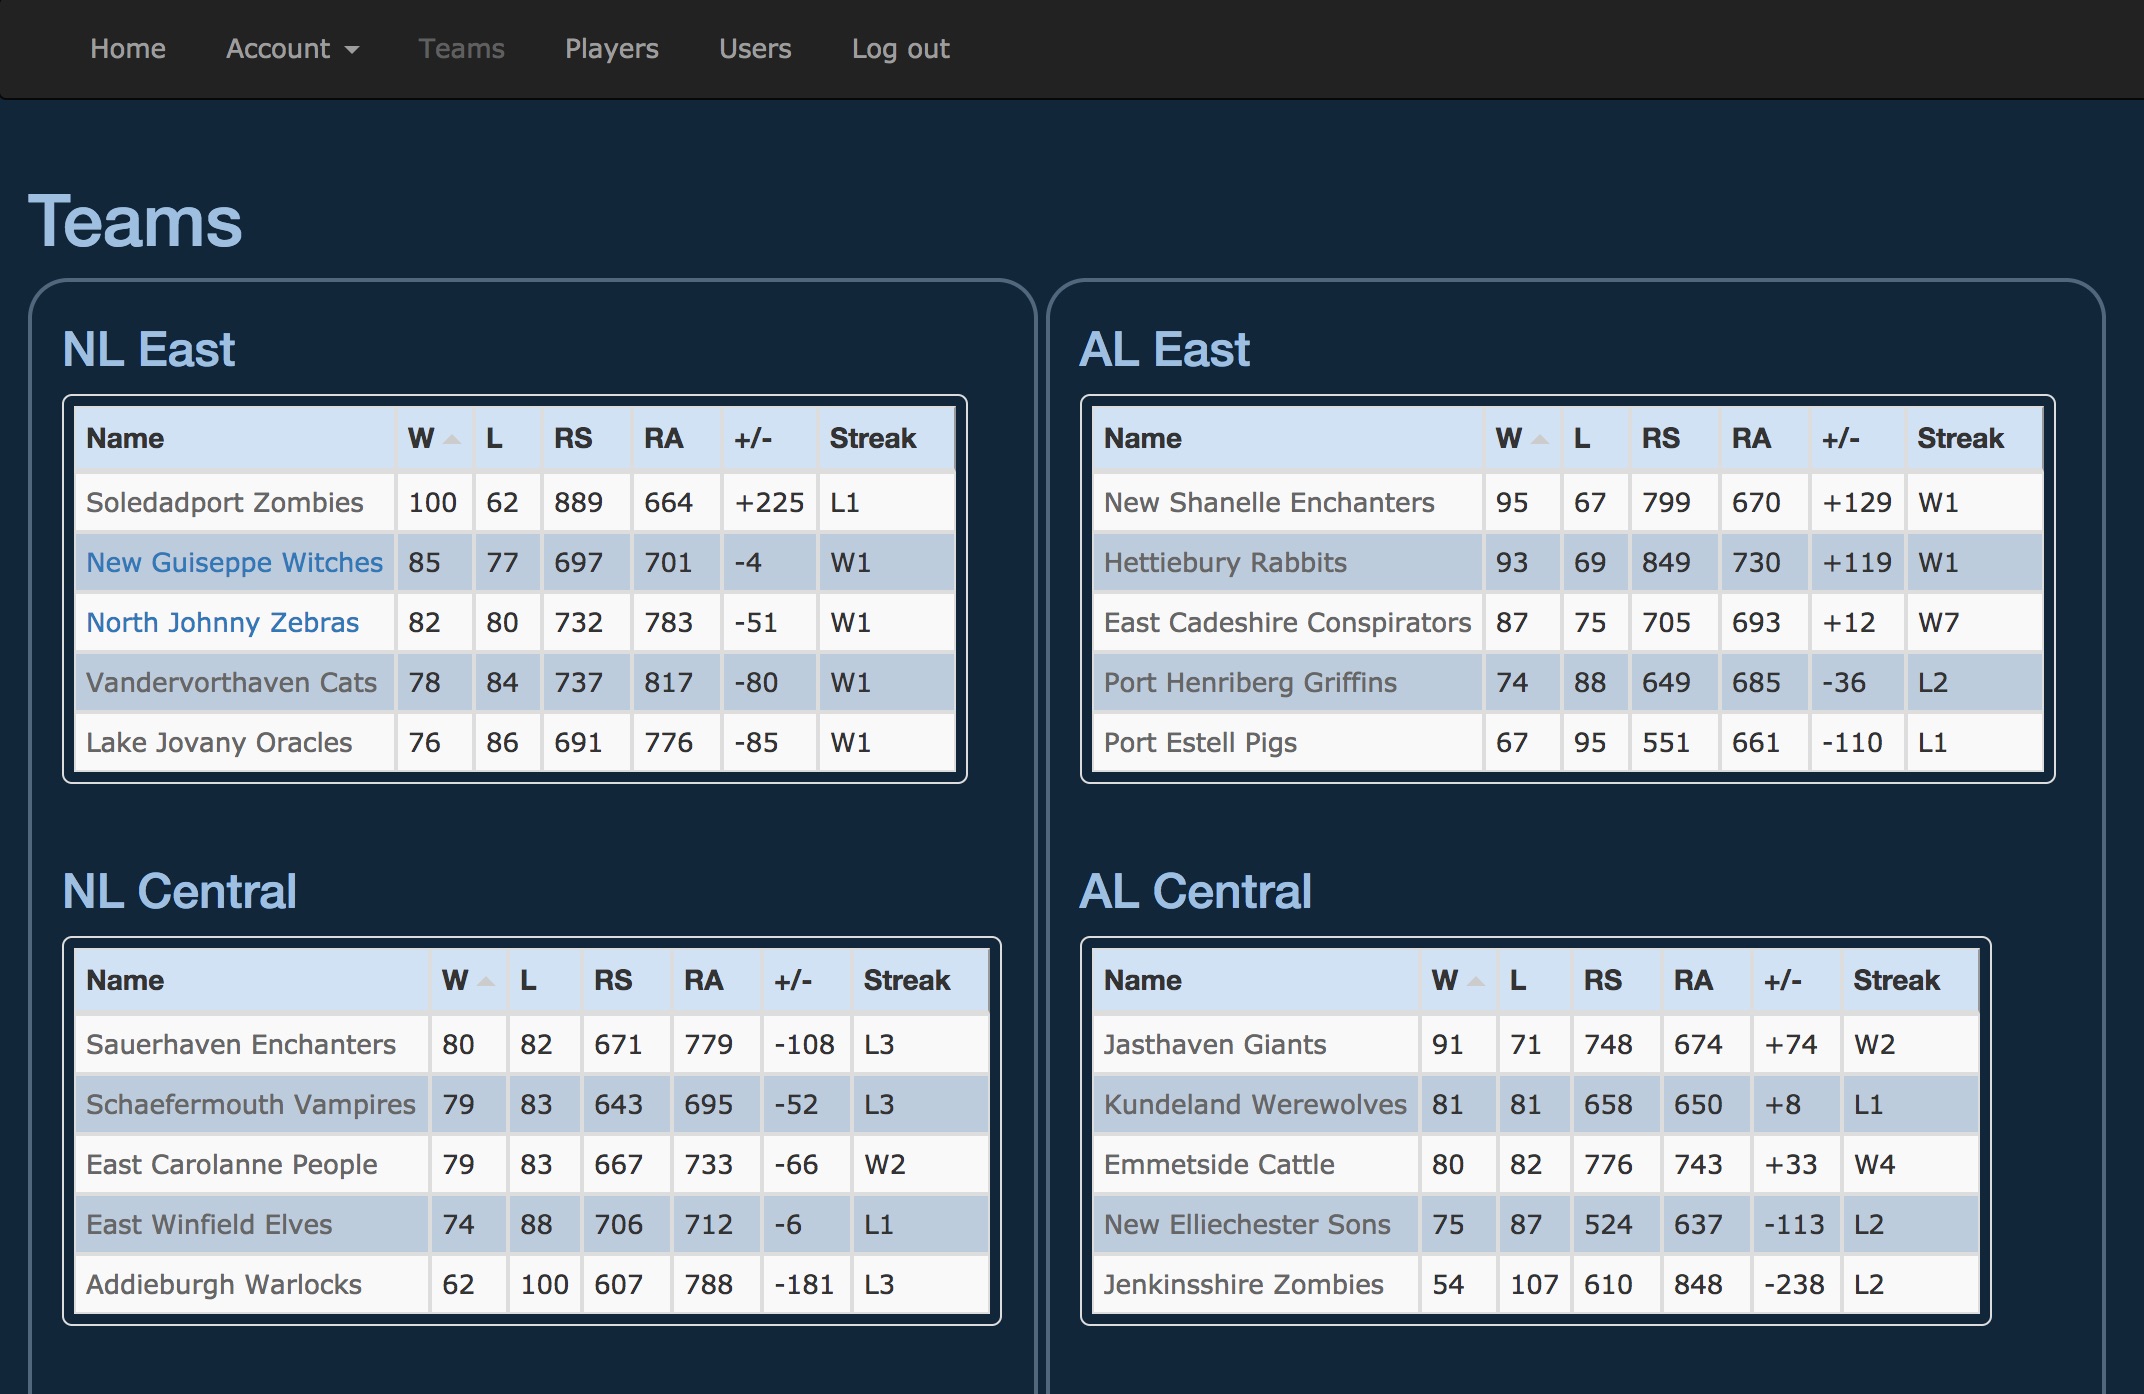 Home Account Teams Players Users Log out
Teams
NL East
Name W L RS RA +/- Streak
Soledadport Zombies 100 62 889 664 +225 L1
New Guiseppe Witches 85 77 697 701 -4 W1
North Johnny Zebras 82 80 732 783 -51 W1
Vandervorthaven Cats 78 84 737 817 -80 W1
Lake Jovany Oracles 76 86 691 776 -85 W1
NL Central
Name W L RS RA +/- Streak
Sauerhaven Enchanters 80 82 671 779 -108 L3
Schaefermouth Vampires 79 83 643 695 -52 L3
East Carolanne People 79 83 667 733 -66 W2
East Winfield Elves 74 88 706 712 -6 L1
Addieburgh Warlocks 62 100 607 788 -181 L3
AL East
Name W L RS RA +/- Streak
New Shanelle Enchanters 95 67 799 670 +129 W1
Hettiebury Rabbits 93 69 849 730 +119 W1
East Cadeshire Conspirators 87 75 705 693 +12 W7
Port Henriberg Griffins 74 88 649 685 -36 L2
Port Estell Pigs 67 95 551 661 -110 L1
AL Central
Name W L RS RA +/- Streak
Jasthaven Giants 91 71 748 674 +74 W2
Kundeland Werewolves 81 81 658 650 +8 L1
Emmetside Cattle 80 82 776 743 +33 W4
New Elliechester Sons 75 87 524 637 -113 L2
Jenkinsshire Zombies 54 107 610 848 -238 L2